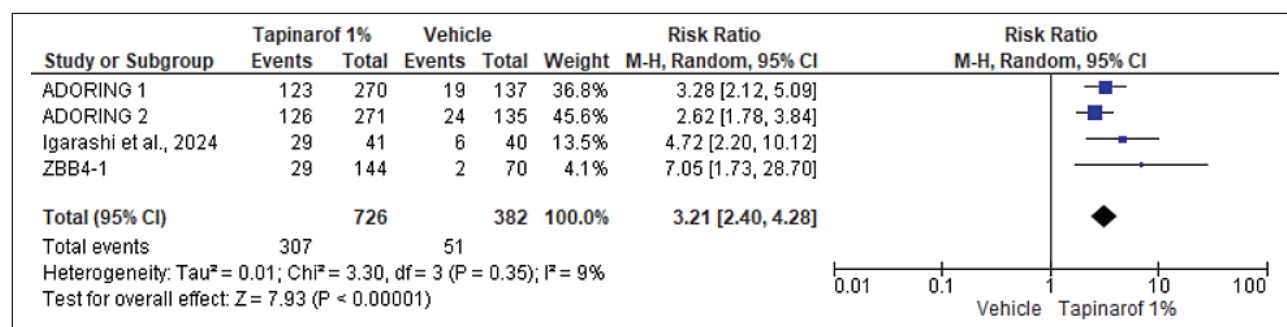 Tapinarof 1% Vehicle Risk Ratio Risk Ratio
Study or Subgroup Events Total Events Total Weight M-H, Random, 95% CI M-H, Random, 95% CI
ADORING 1 123 270 19 137 36.8% 3.28 [2.12, 5.09]
ADORING 2 126 271 24 135 45.6% 2.62 [1.78, 3.84]
Igarashi et al., 2024 29 41 6 40 13.5% 4.72 [2.20, 10.12]
ZBB4-1 29 144 2 70 4.1% 7.05 [1.73, 28.70]
Total (95% CI) 726 382 100.0% 3.21 [2.40, 4.28]
Total events 307 51
Heterogeneity: Tau² = 0.01; Chi² = 3.30, df = 3 (P = 0.35); I² = 9%
Test for overall effect: Z = 7.93 (P < 0.00001)
0.01 0.1 1 10 100
Vehicle Tapinarof 1%